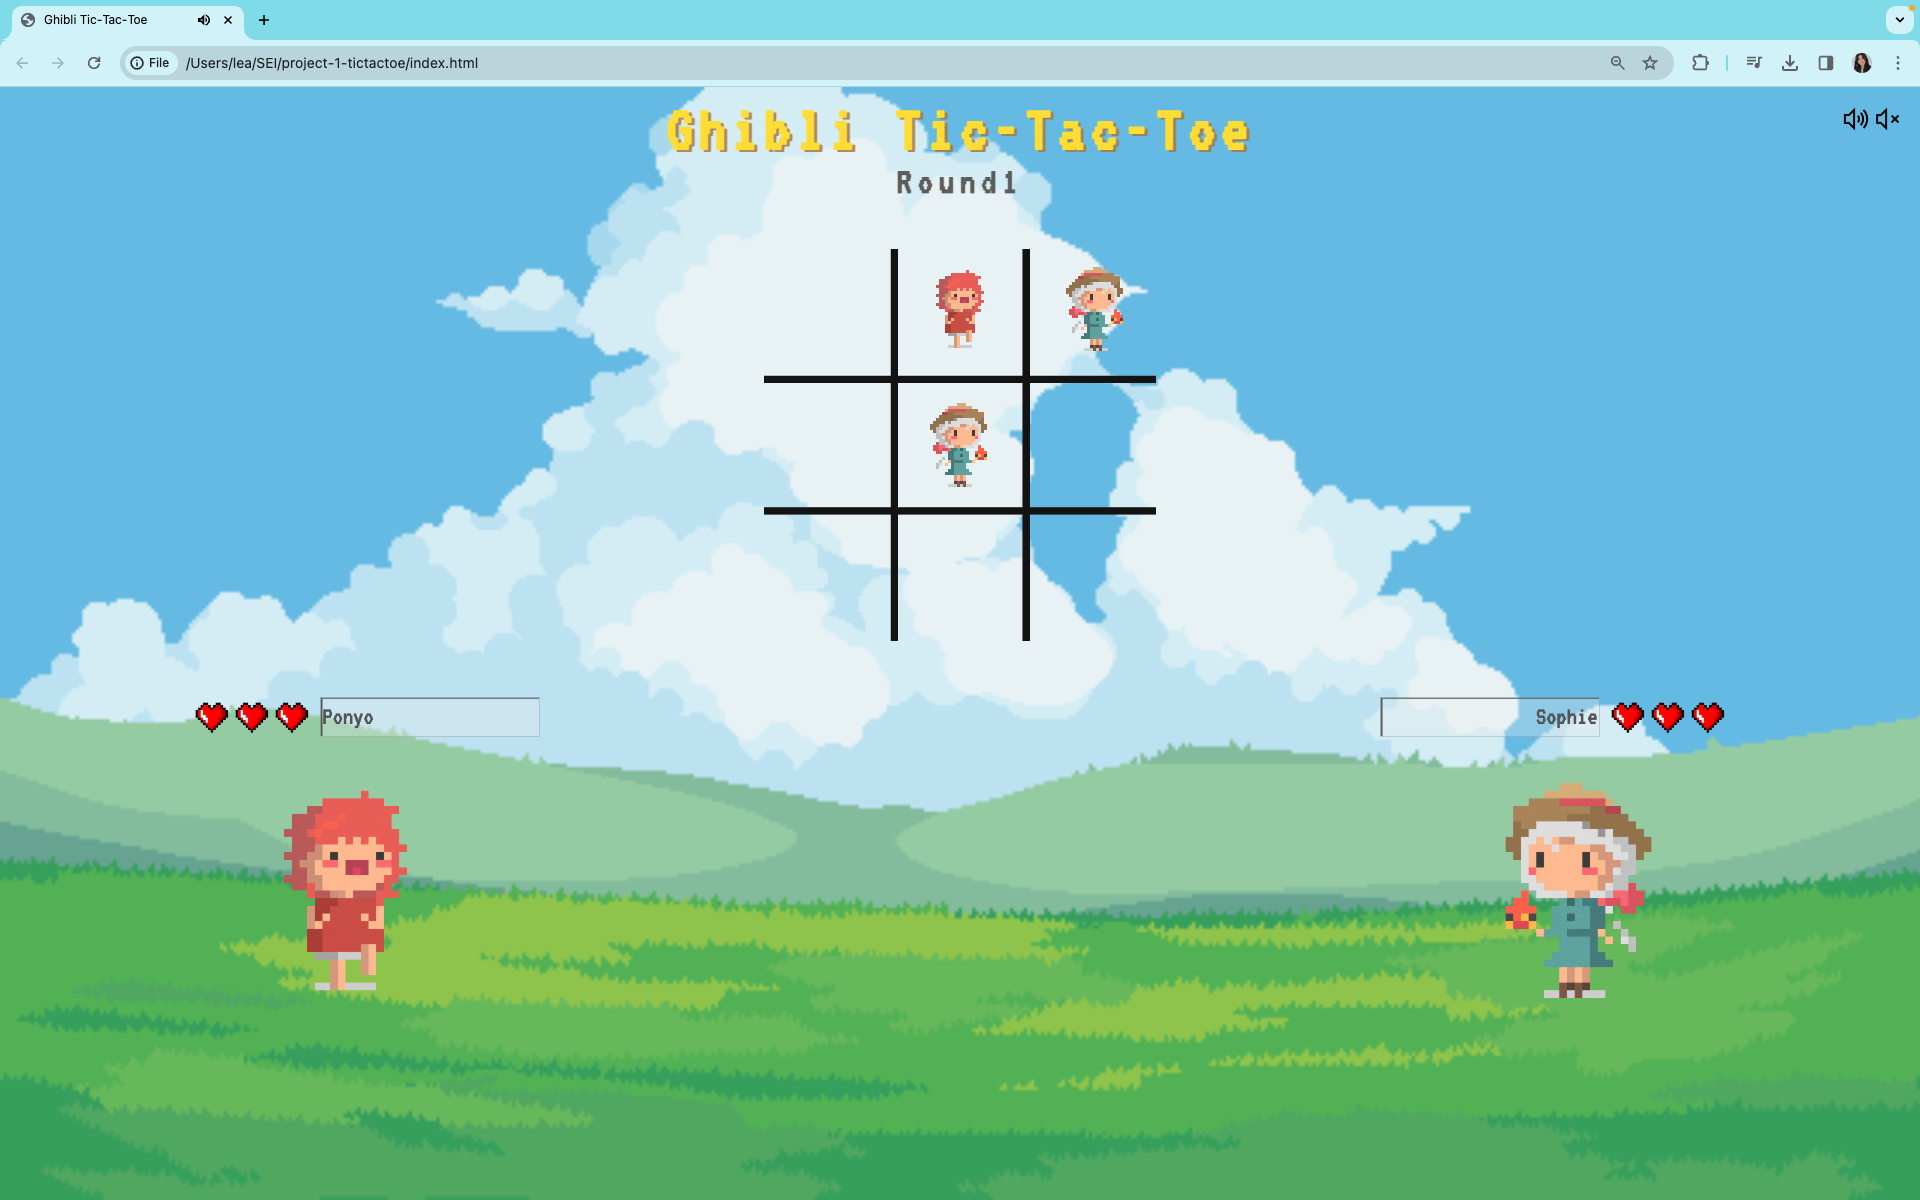 Ghibli Tic-Tac-Toe
File /Users/lea/SEI/project-1-tictactoe/index.html
Ghibli Tic-Tac-Toe
Round1
Ponyo
Sophie